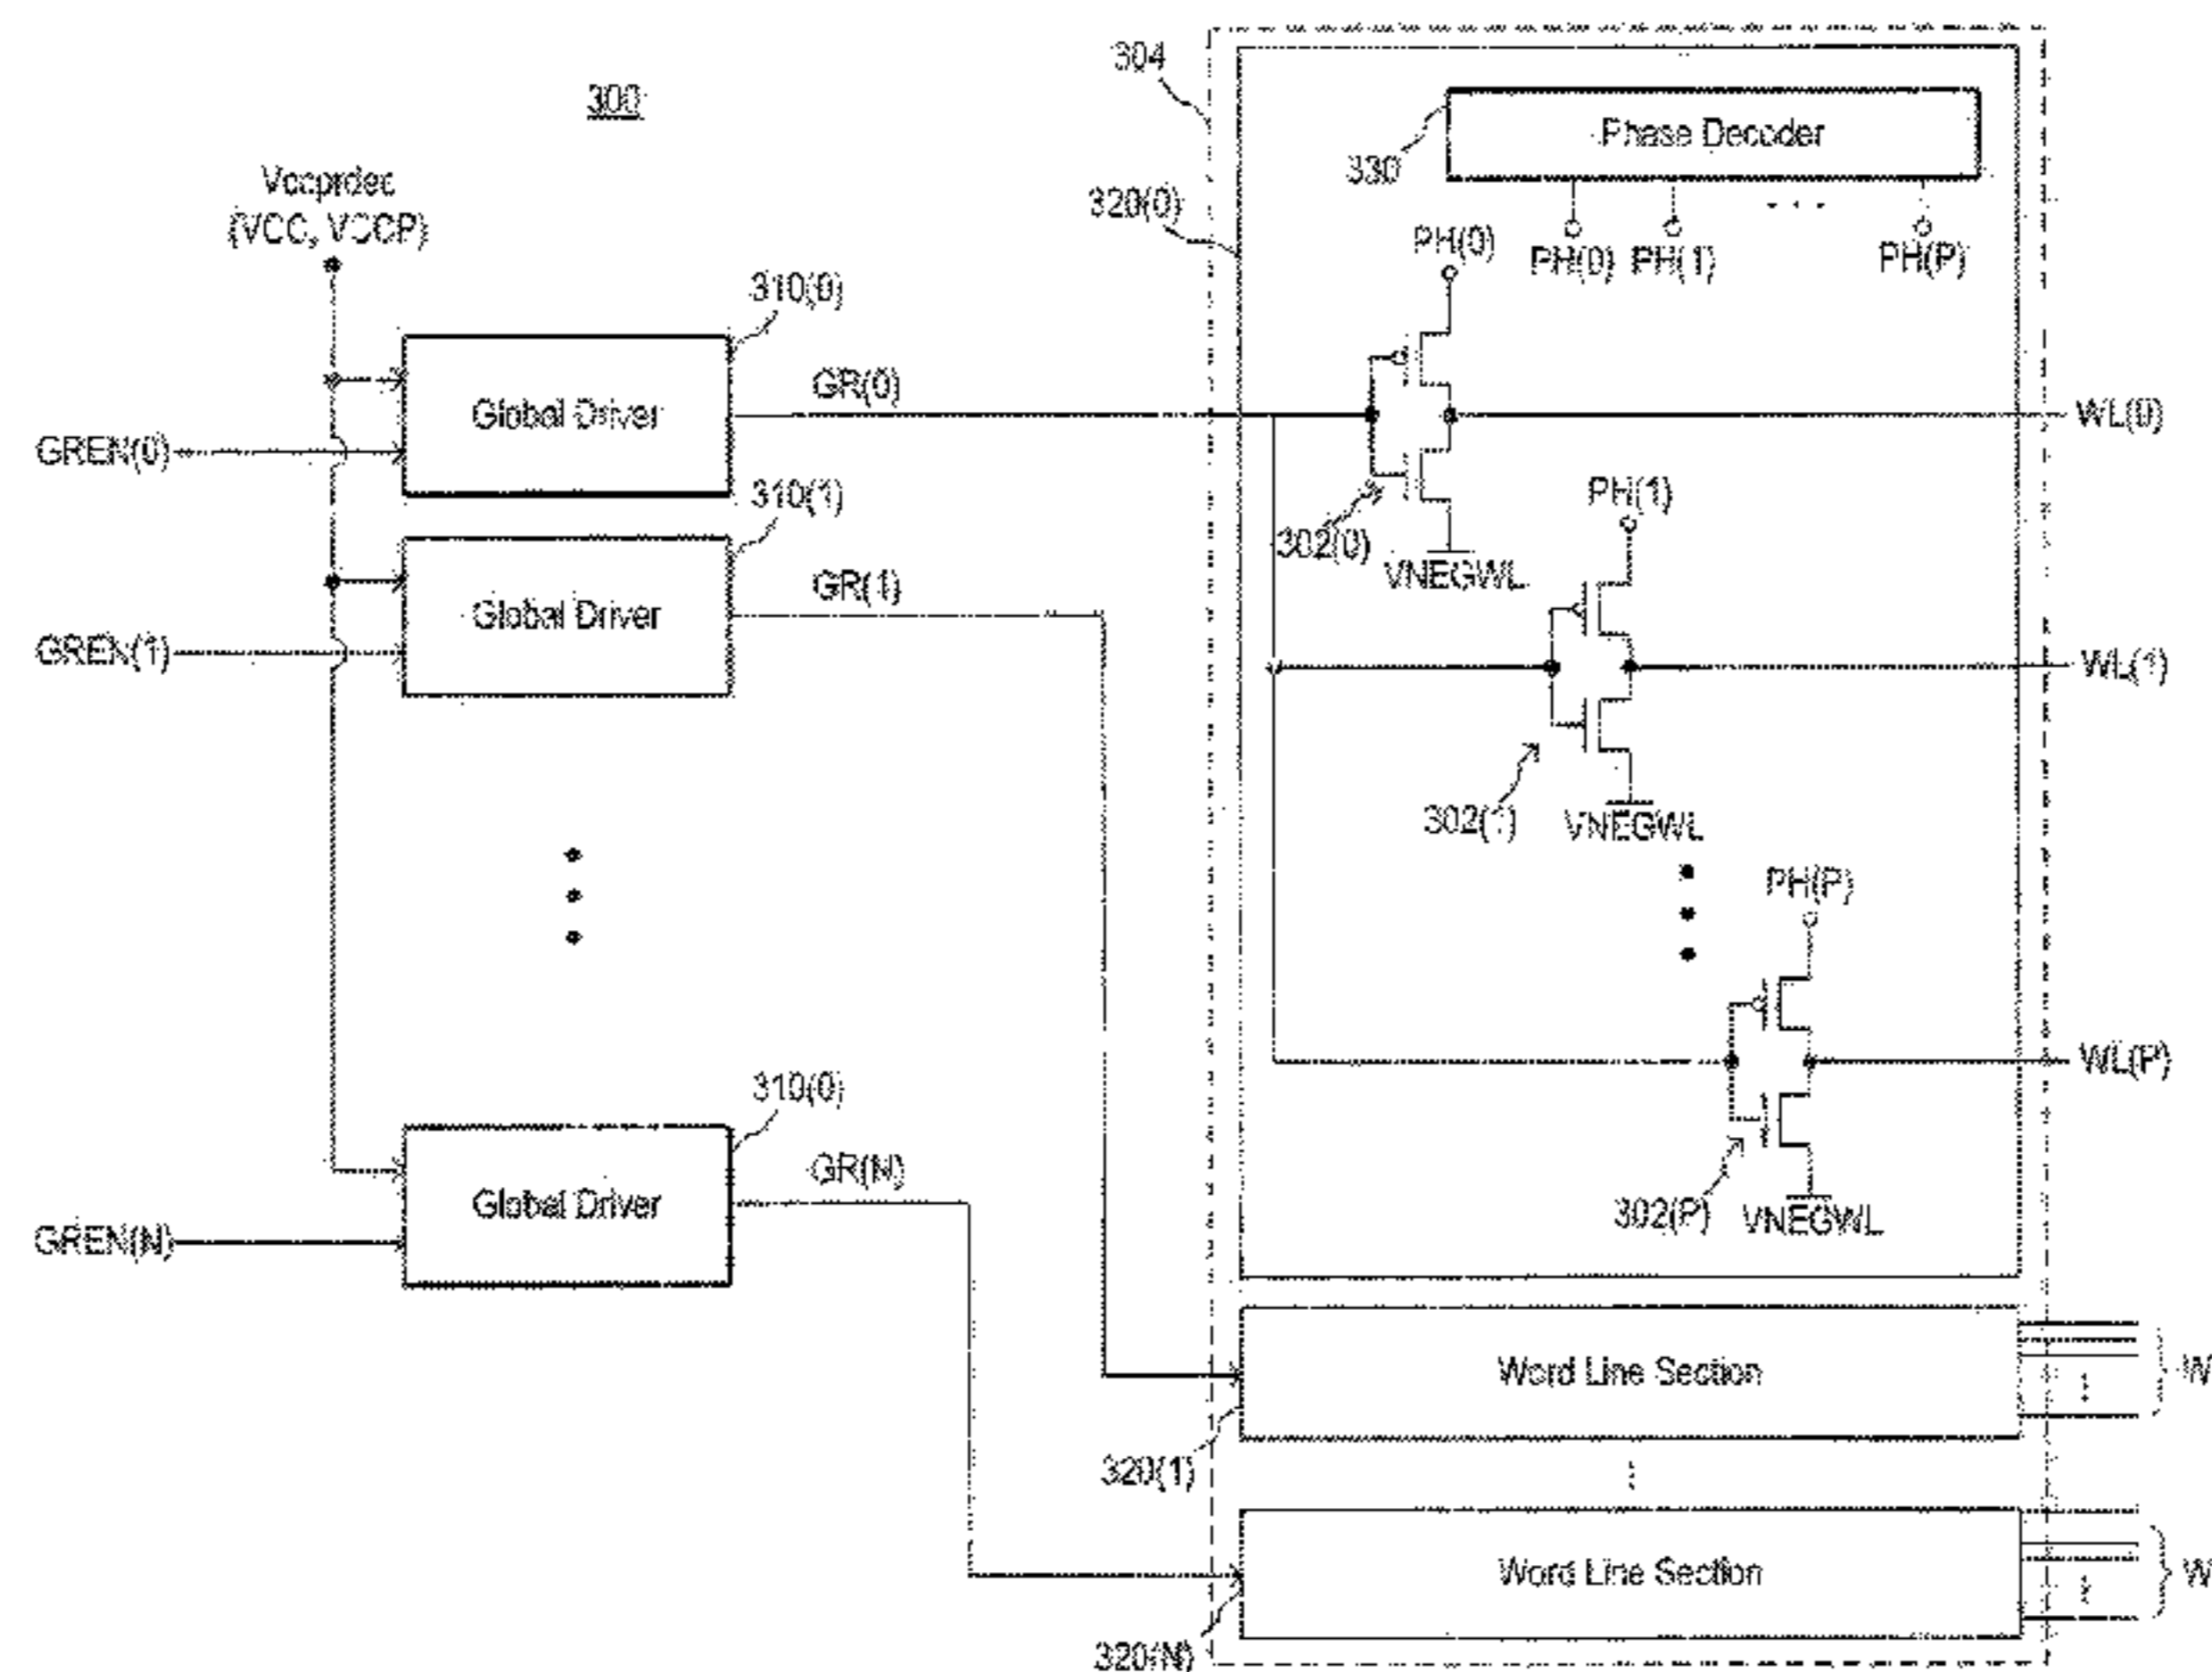 300
304
Phase Decoder
330
Vccprdec
(VCC, VCCP)
320(0)
PH(0)
PH(0) PH(1)
PH(P)
310(0)
GR(0)
Global Driver
WL(0)
GREN(0)
310(1)
PH(1)
302(0)
VNEGWL
GR(1)
Global Driver
GREN(1)
WL(1)
302(1)
VNEGWL
PH(P)
310(0)
WL(P)
GR(N)
Global Driver
302(P)
VNEGWL
GREN(N)
Word Line Section
W
320(1)
Word Line Section
W
320(N)